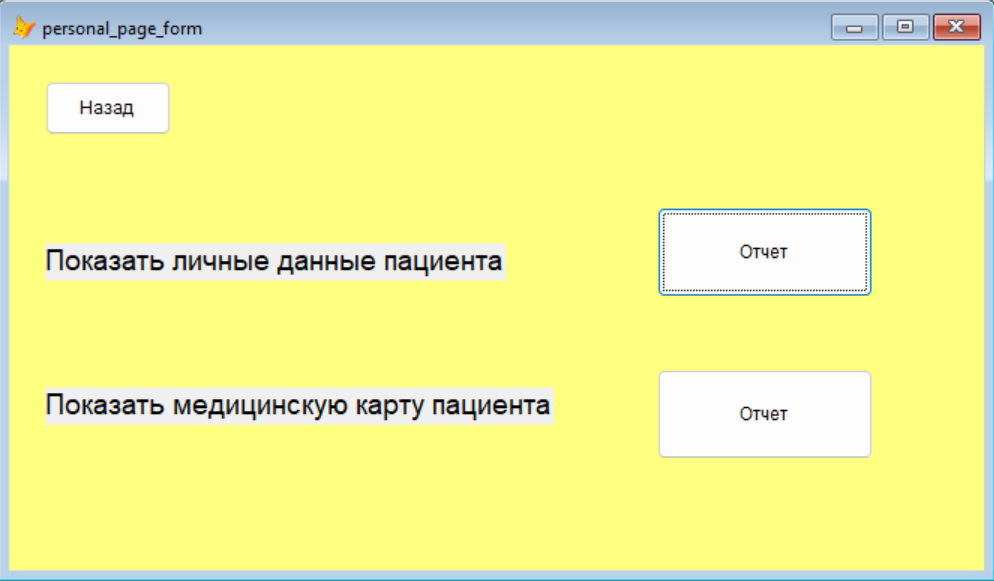 personal_page_form
Назад
Показать личные данные пациента
Отчет
Показать медицинскую карту пациента
Отчет